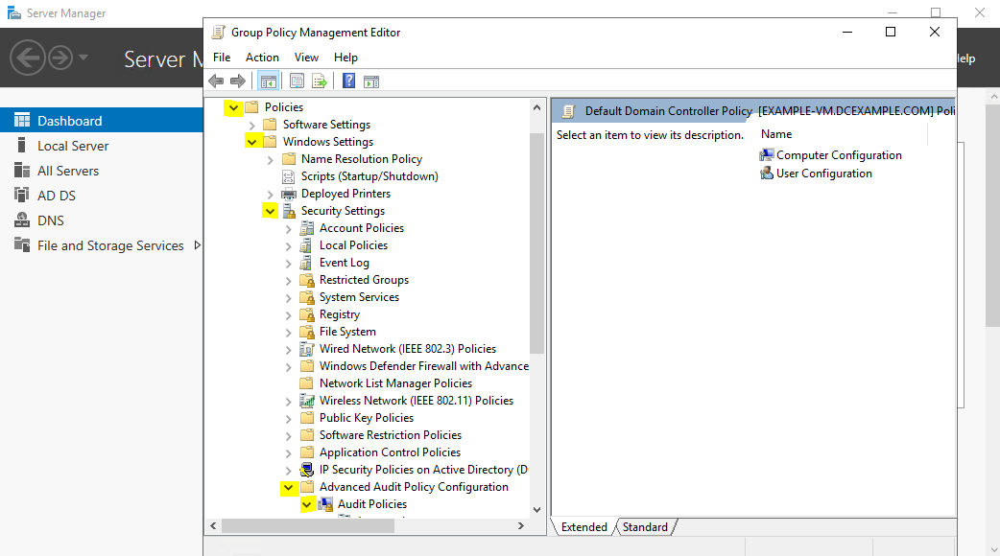 Server Manager
Group Policy Management Editor
Server M
elp
File Action View Help
Dashboard
Local Server
All Servers
AD DS
DNS
File and Storage Services
Policies
Software Settings
Windows Settings
Name Resolution Policy
Scripts (Startup/Shutdown)
Deployed Printers
Security Settings
Account Policies
Local Policies
Event Log
Restricted Groups
System Services
Registry
File System
Wired Network (IEEE 802.3) Policies
Windows Defender Firewall with Advance
Network List Manager Policies
Wireless Network (IEEE 802.11) Policies
Public Key Policies
Software Restriction Policies
Application Control Policies
IP Security Policies on Active Directory (D
Advanced Audit Policy Configuration
Audit Policies
Default Domain Controller Policy [EXAMPLE-VM.DCEXAMPLE.COM] Poli
Select an item to view its description.
Name
Computer Configuration
User Configuration
Extended Standard